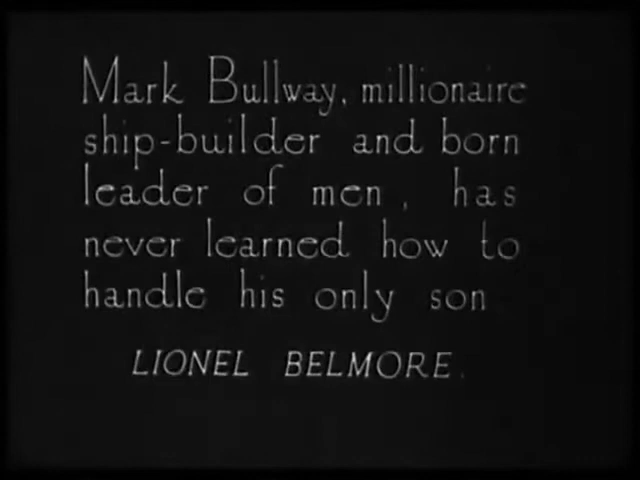 Mark Bullway, millionaire
ship-builder and born
leader of men, has
never learned how to
handle his only son
LIONEL BELMORE.